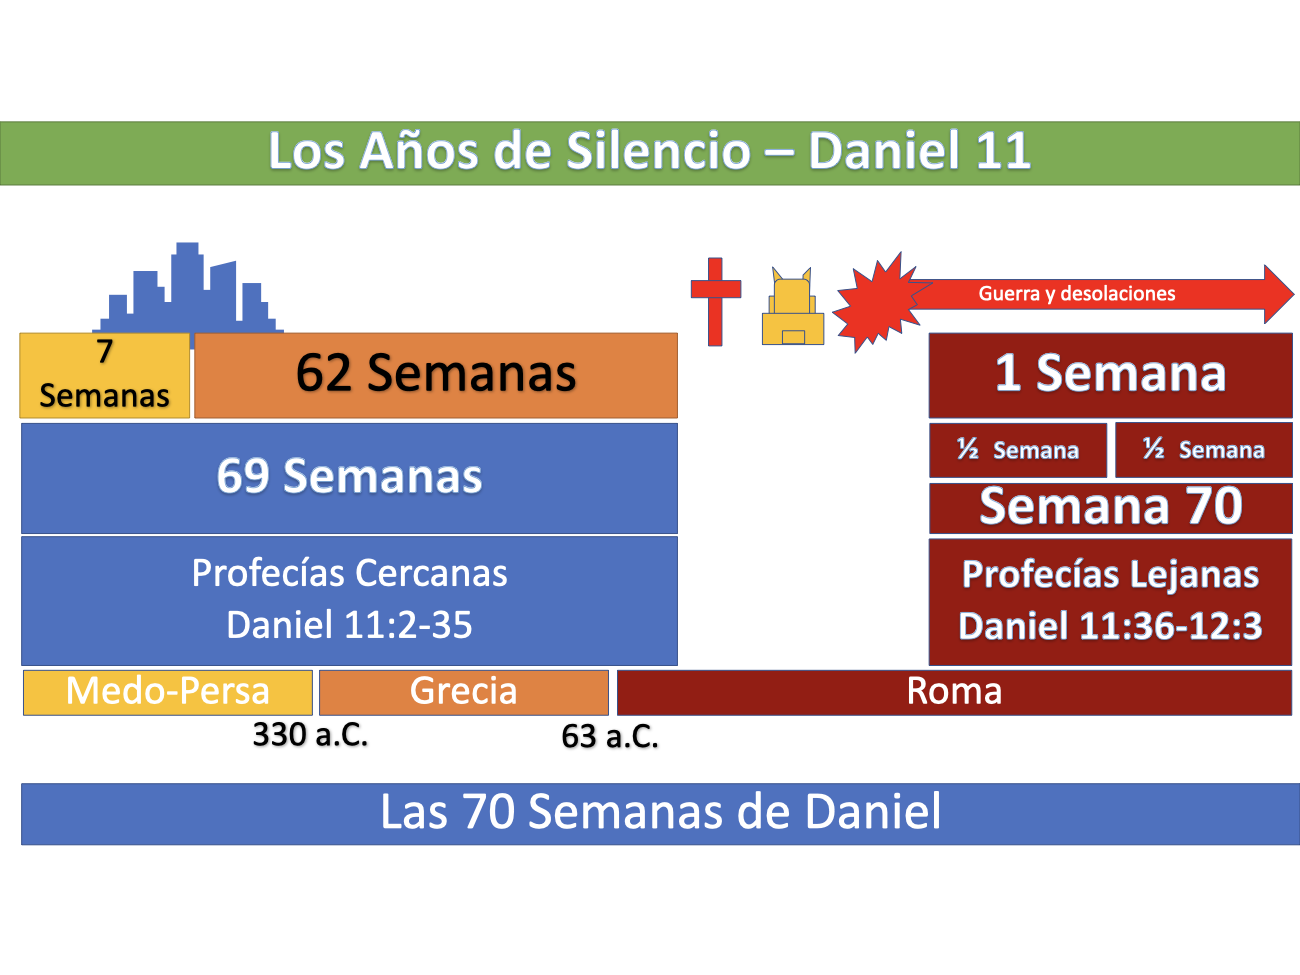 Los Años de Silencio – Daniel 11
Guerra y desolaciones
7
Semanas
62 Semanas
1 Semana
½ Semana
½ Semana
69 Semanas
Semana 70
Profecías Cercanas
Daniel 11:2-35
Profecías Lejanas
Daniel 11:36-12:3
Medo-Persa
Grecia
Roma
330 a.C.
63 a.C.
Las 70 Semanas de Daniel